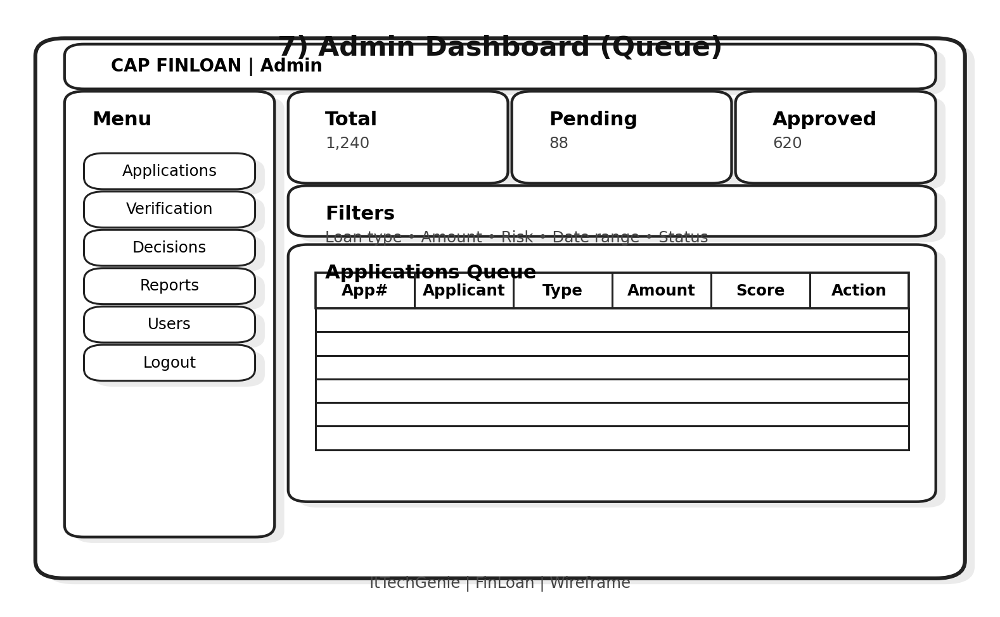 7) Admin Dashboard (Queue)
CAP FINLOAN | Admin
Menu
Applications
Verification
Decisions
Reports
Users
Logout
Total
1,240
Pending
88
Approved
620
Filters
Loan type • Amount • Risk • Date range • Status
Applications Queue
App# Applicant Type Amount Score Action
ItTechGenie | FinLoan | Wireframe